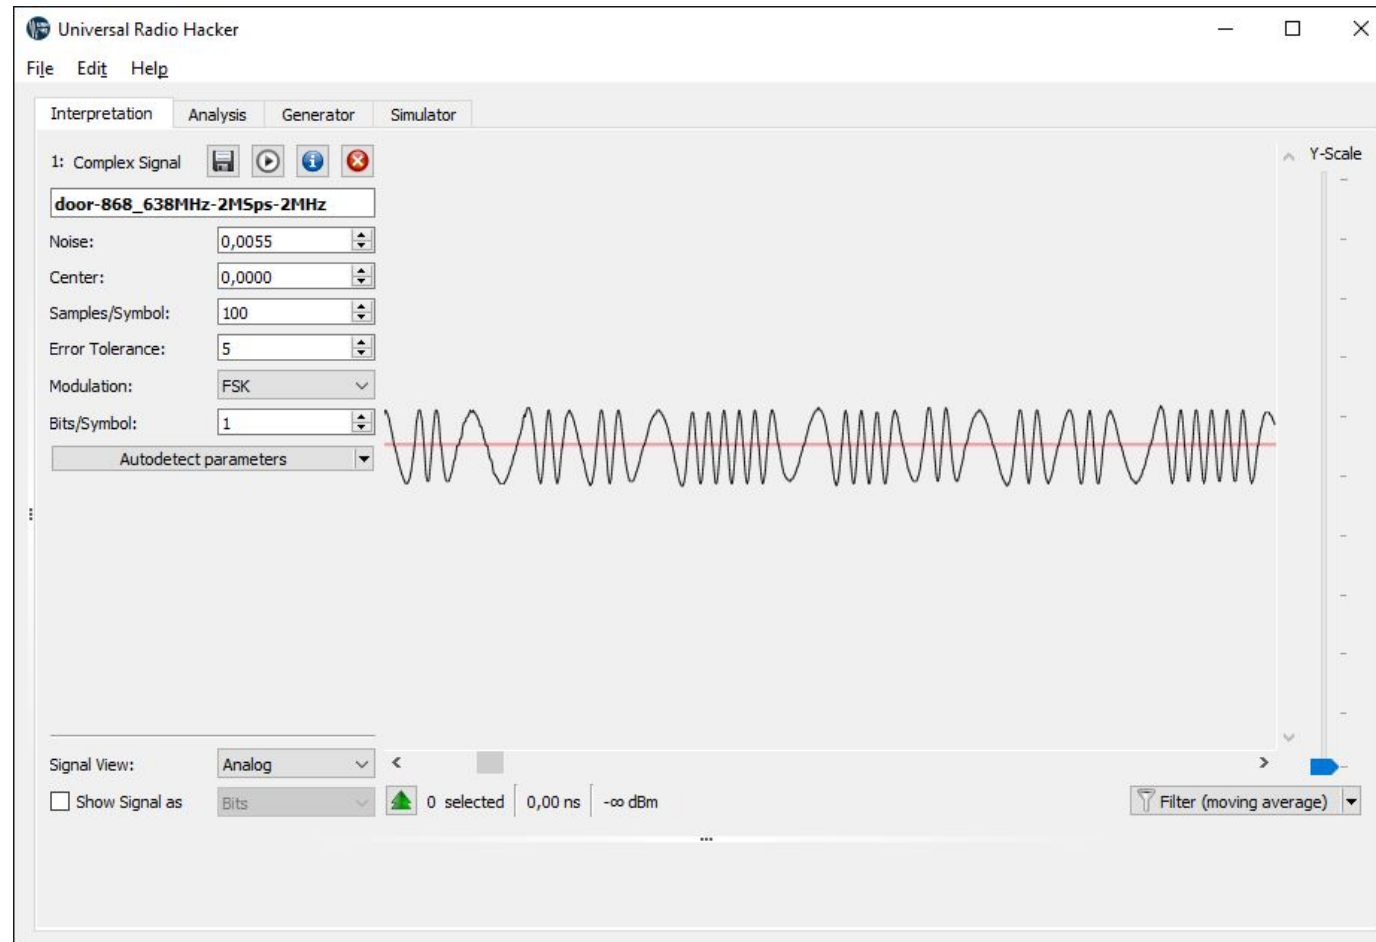 Universal Radio Hacker
File Edit Help
Interpretation Analysis Generator Simulator
1: Complex Signal
Y-Scale
door-868_638MHz-2MSps-2MHz
Noise: 0,0055
Center: 0,0000
Samples/Symbol: 100
Error Tolerance: 5
Modulation: FSK
Bits/Symbol: 1
Autodetect parameters
Signal View: Analog
Show Signal as Bits
0 selected 0,00 ns -∞ dBm
Filter (moving average)